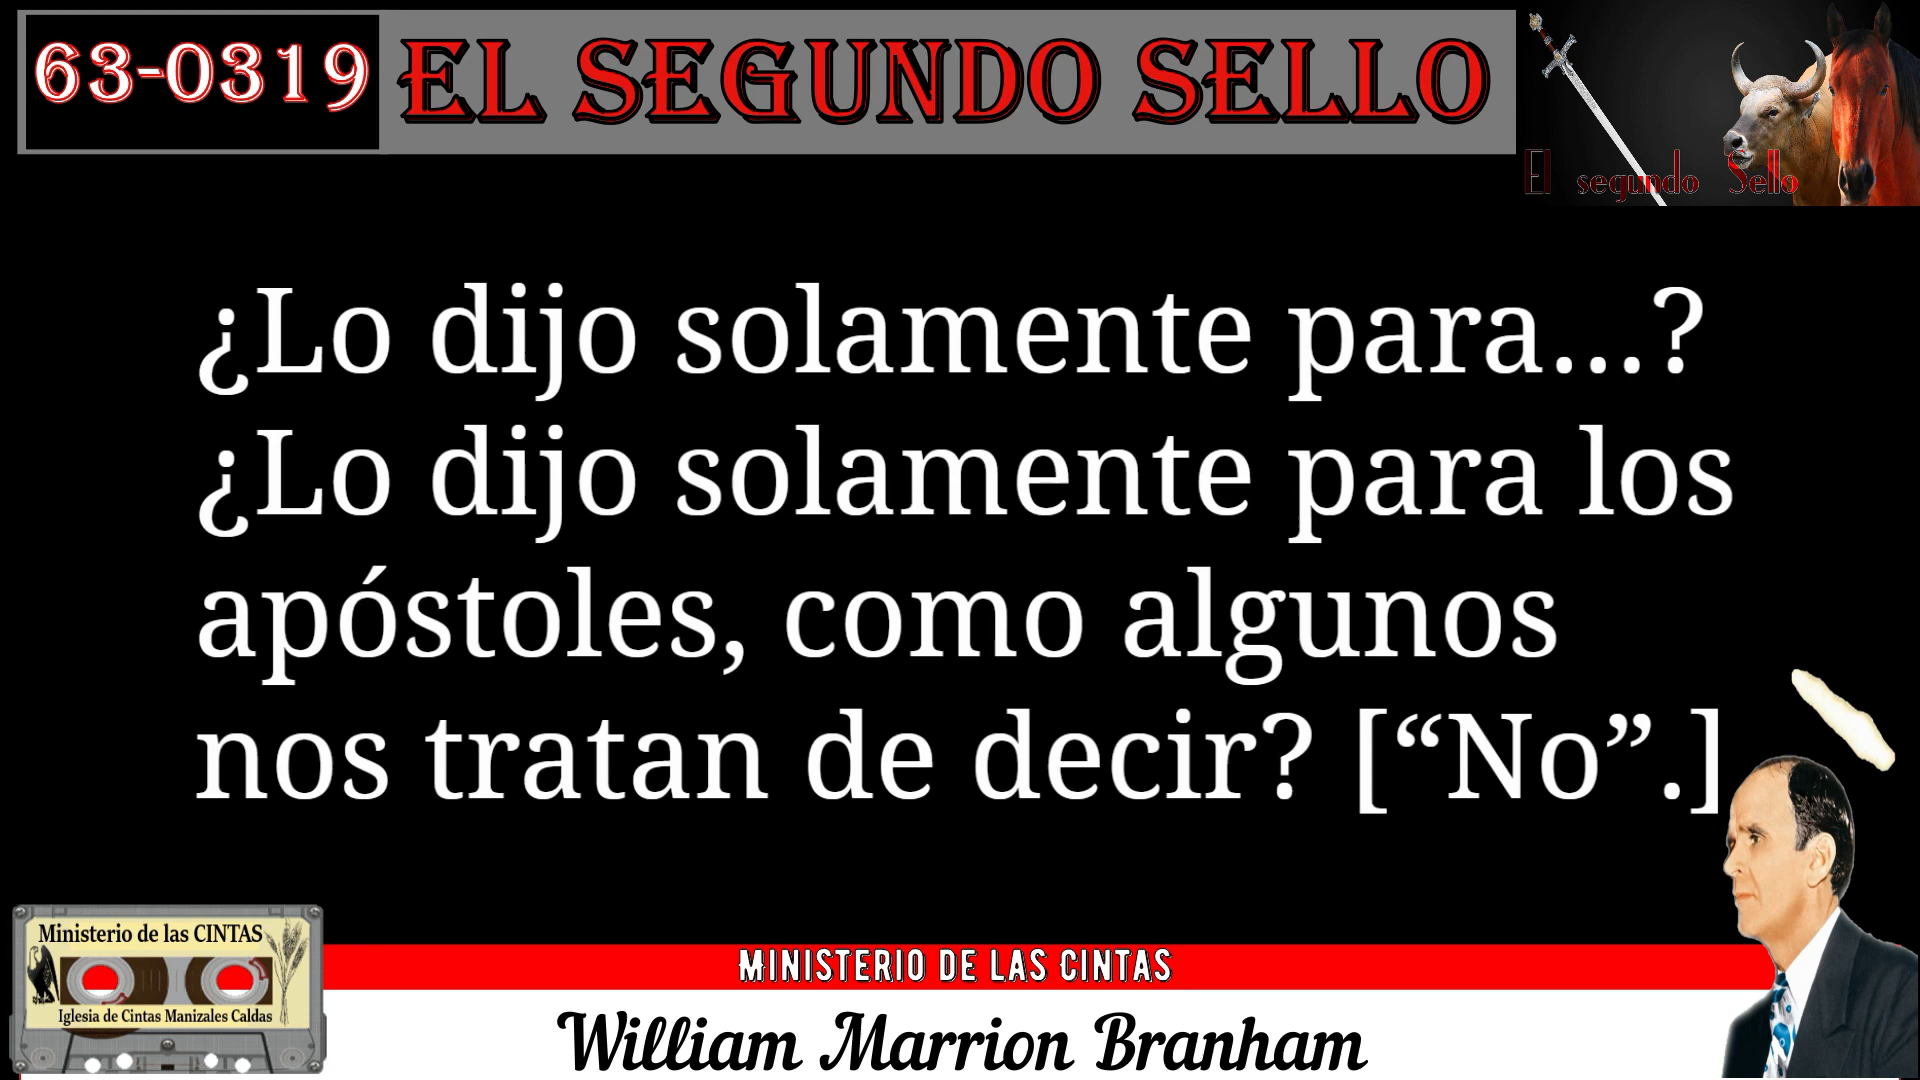 63-0319
EL SEGUNDO SELLO
El segundo Sello
¿Lo dijo solamente para...?
¿Lo dijo solamente para los
apóstoles, como algunos
nos tratan de decir? [“No”.]
Ministerio de las CINTAS
Iglesia de Cintas Manizales Caldas
MINISTERIO DE LAS CINTAS
William Marrion Branham